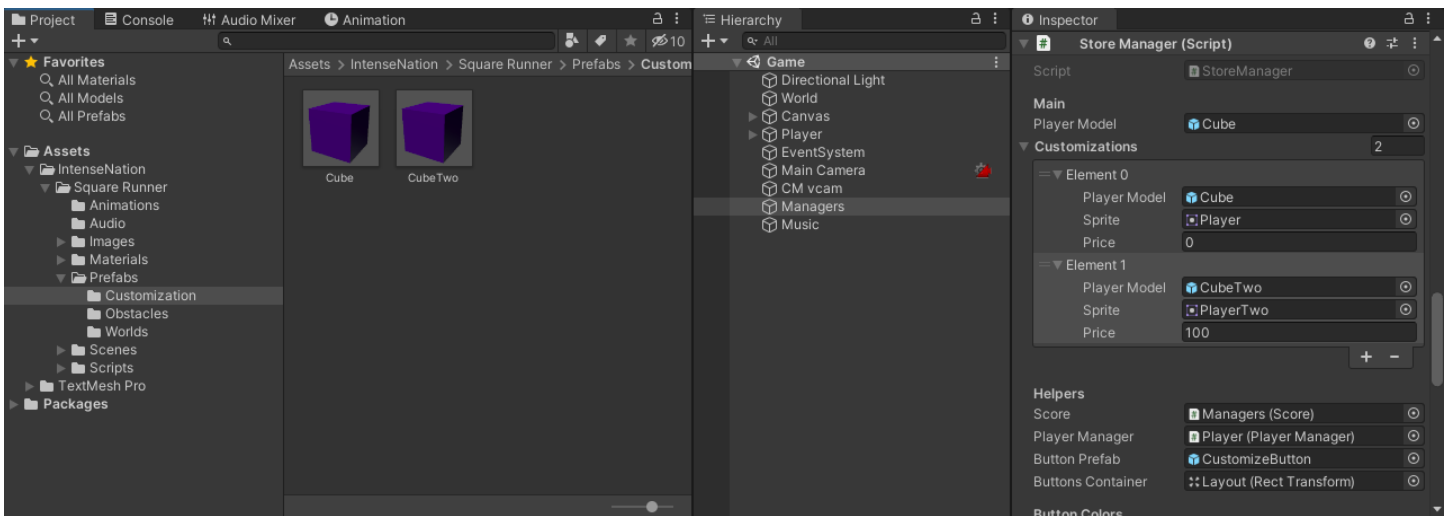 Project
Console
Audio Mixer
Animation
10
Favorites
All Materials
All Models
All Prefabs
Assets
IntenseNation
Square Runner
Animations
Audio
Images
Materials
Prefabs
Customization
Obstacles
Worlds
Scenes
Scripts
TextMesh Pro
Packages
Assets > IntenseNation > Square Runner > Prefabs > Custom
Cube
CubeTwo
Hierarchy
All
Game
Directional Light
World
Canvas
Player
EventSystem
Main Camera
CM vcam
Managers
Music
Inspector
# Store Manager (Script)
Script StoreManager
Main
Player Model Cube
Customizations 2
Element 0
Player Model Cube
Sprite Player
Price 0
Element 1
Player Model CubeTwo
Sprite PlayerTwo
Price 100
+ -
Helpers
Score Managers (Score)
Player Manager Player (Player Manager)
Button Prefab CustomizeButton
Buttons Container Layout (Rect Transform)
Button Colors